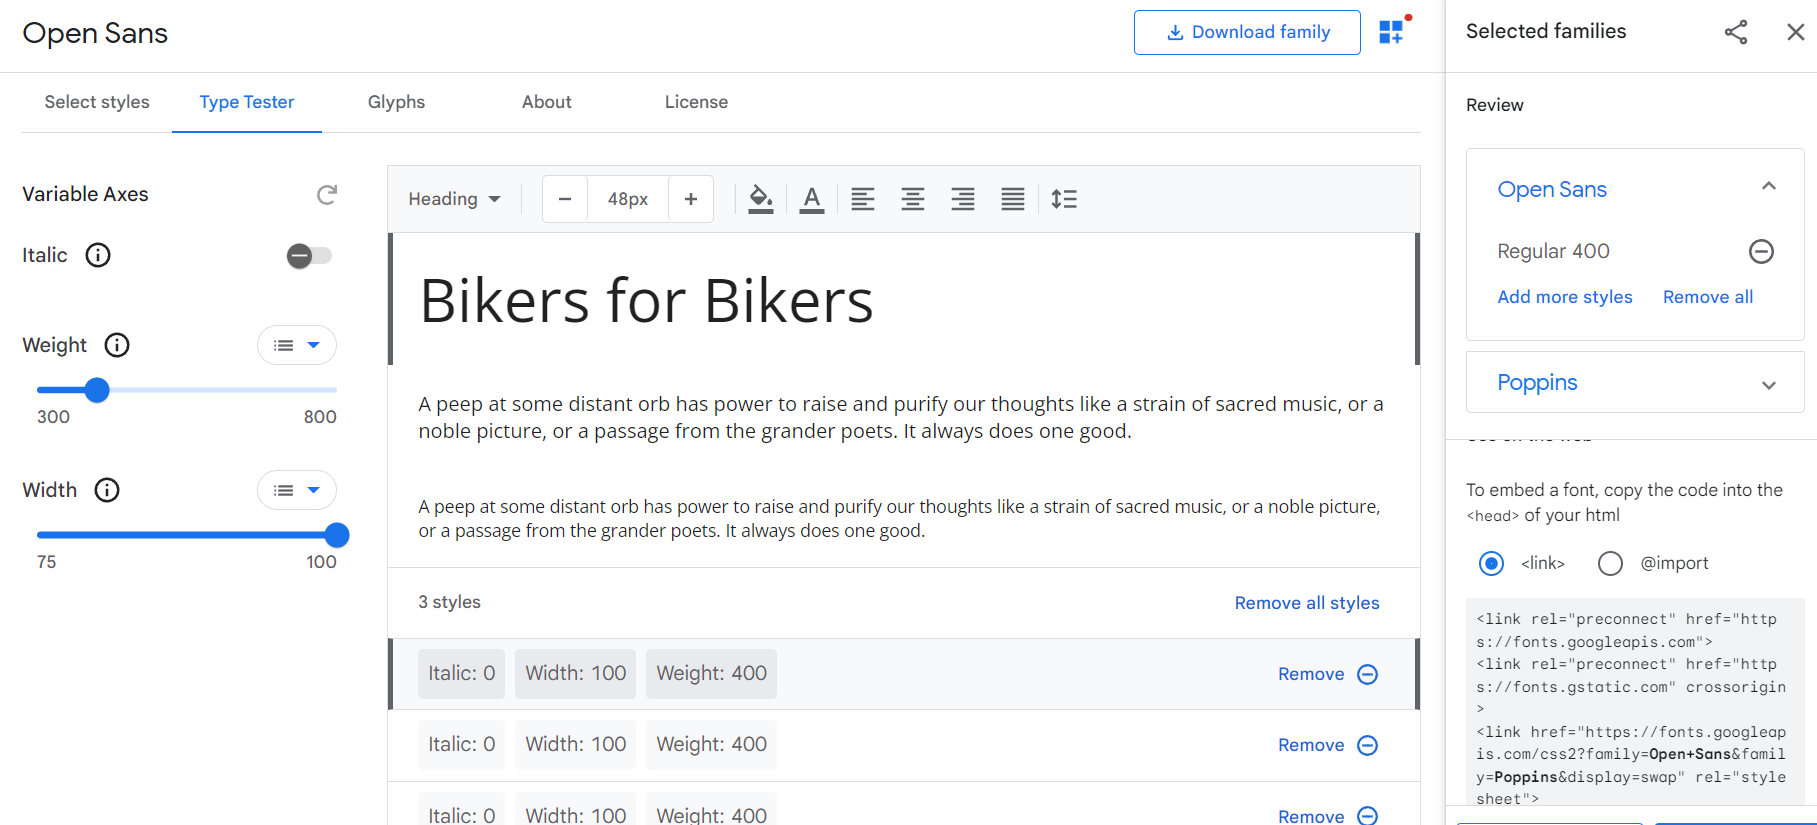 Open Sans
Download family
Select styles
Type Tester
Glyphs
About
License
Variable Axes
Italic
Weight
300
800
Width
75
100
Heading
48px
Bikers for Bikers
A peep at some distant orb has power to raise and purify our thoughts like a strain of sacred music, or a
noble picture, or a passage from the grander poets. It always does one good.
A peep at some distant orb has power to raise and purify our thoughts like a strain of sacred music, or a noble picture,
or a passage from the grander poets. It always does one good.
3 styles
Remove all styles
Italic: 0 Width: 100 Weight: 400 Remove
Italic: 0 Width: 100 Weight: 400 Remove
Italic: 0 Width: 100 Weight: 400 Remove
Selected families
Review
Open Sans
Regular 400
Add more styles Remove all
Poppins
To embed a font, copy the code into the
<head> of your html
<link> @import
<link rel="preconnect" href="http
s://fonts.googleapis.com">
<link rel="preconnect" href="http
s://fonts.gstatic.com" crossorigin
>
<link href="https://fonts.googleap
is.com/css2?family=Open+Sans&famil
y=Poppins&display=swap" rel="style
sheet">